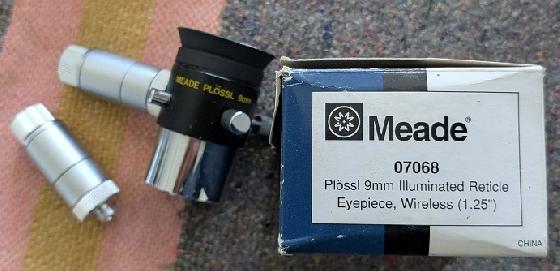 MEADE PLÖSSL 9mm
Meade®
07068
Plössl 9mm Illuminated Reticle
Eyepiece, Wireless (1.25")
CHINA